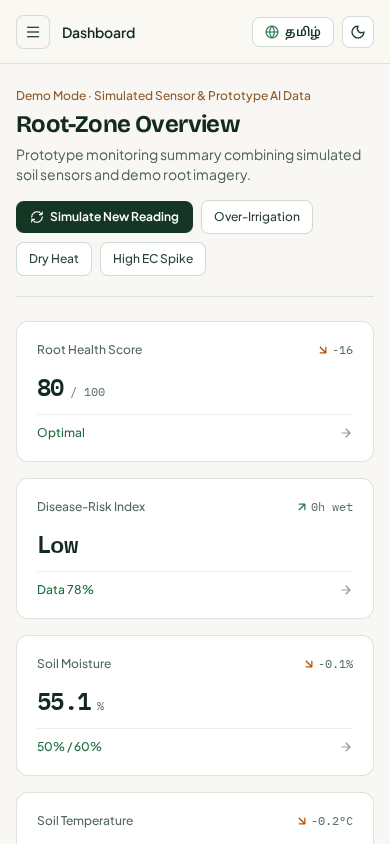 Dashboard
தமிழ்
Demo Mode · Simulated Sensor & Prototype AI Data
Root-Zone Overview
Prototype monitoring summary combining simulated
soil sensors and demo root imagery.
Simulate New Reading
Over-Irrigation
Dry Heat
High EC Spike
Root Health Score
-16
80 / 100
Optimal
Disease-Risk Index
0h wet
Low
Data 78%
Soil Moisture
-0.1%
55.1 %
50% / 60%
Soil Temperature
-0.2°C